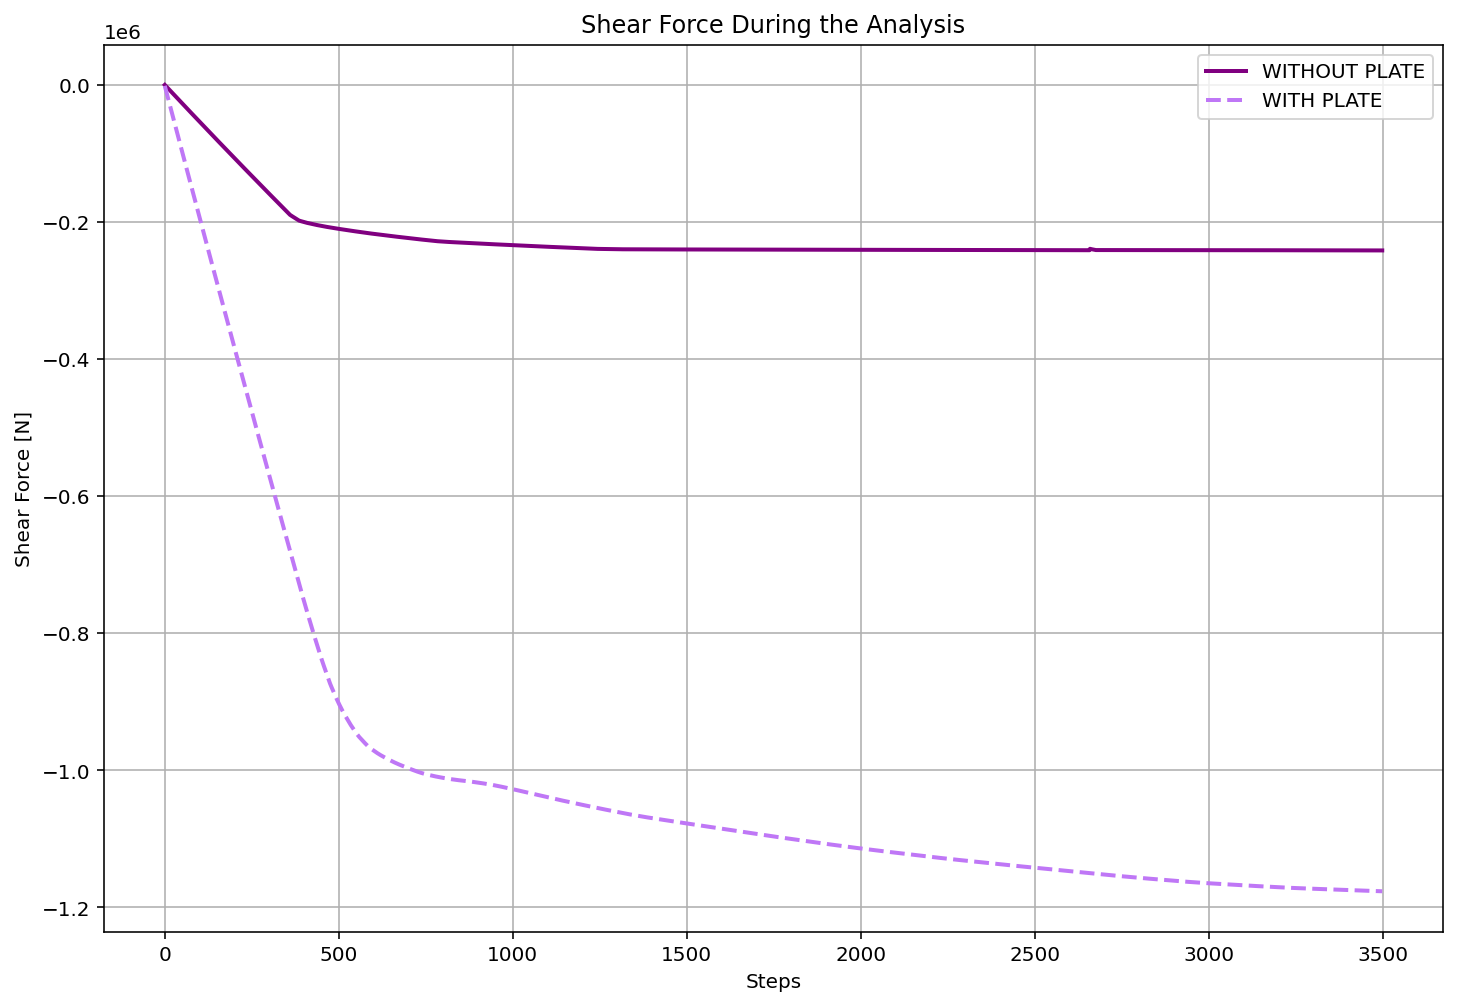 Shear Force During the Analysis
1e6
WITHOUT PLATE
WITH PLATE
0.0
−0.2
−0.4
−0.6
−0.8
−1.0
−1.2
Shear Force [N]
0 500 1000 1500 2000 2500 3000 3500
Steps